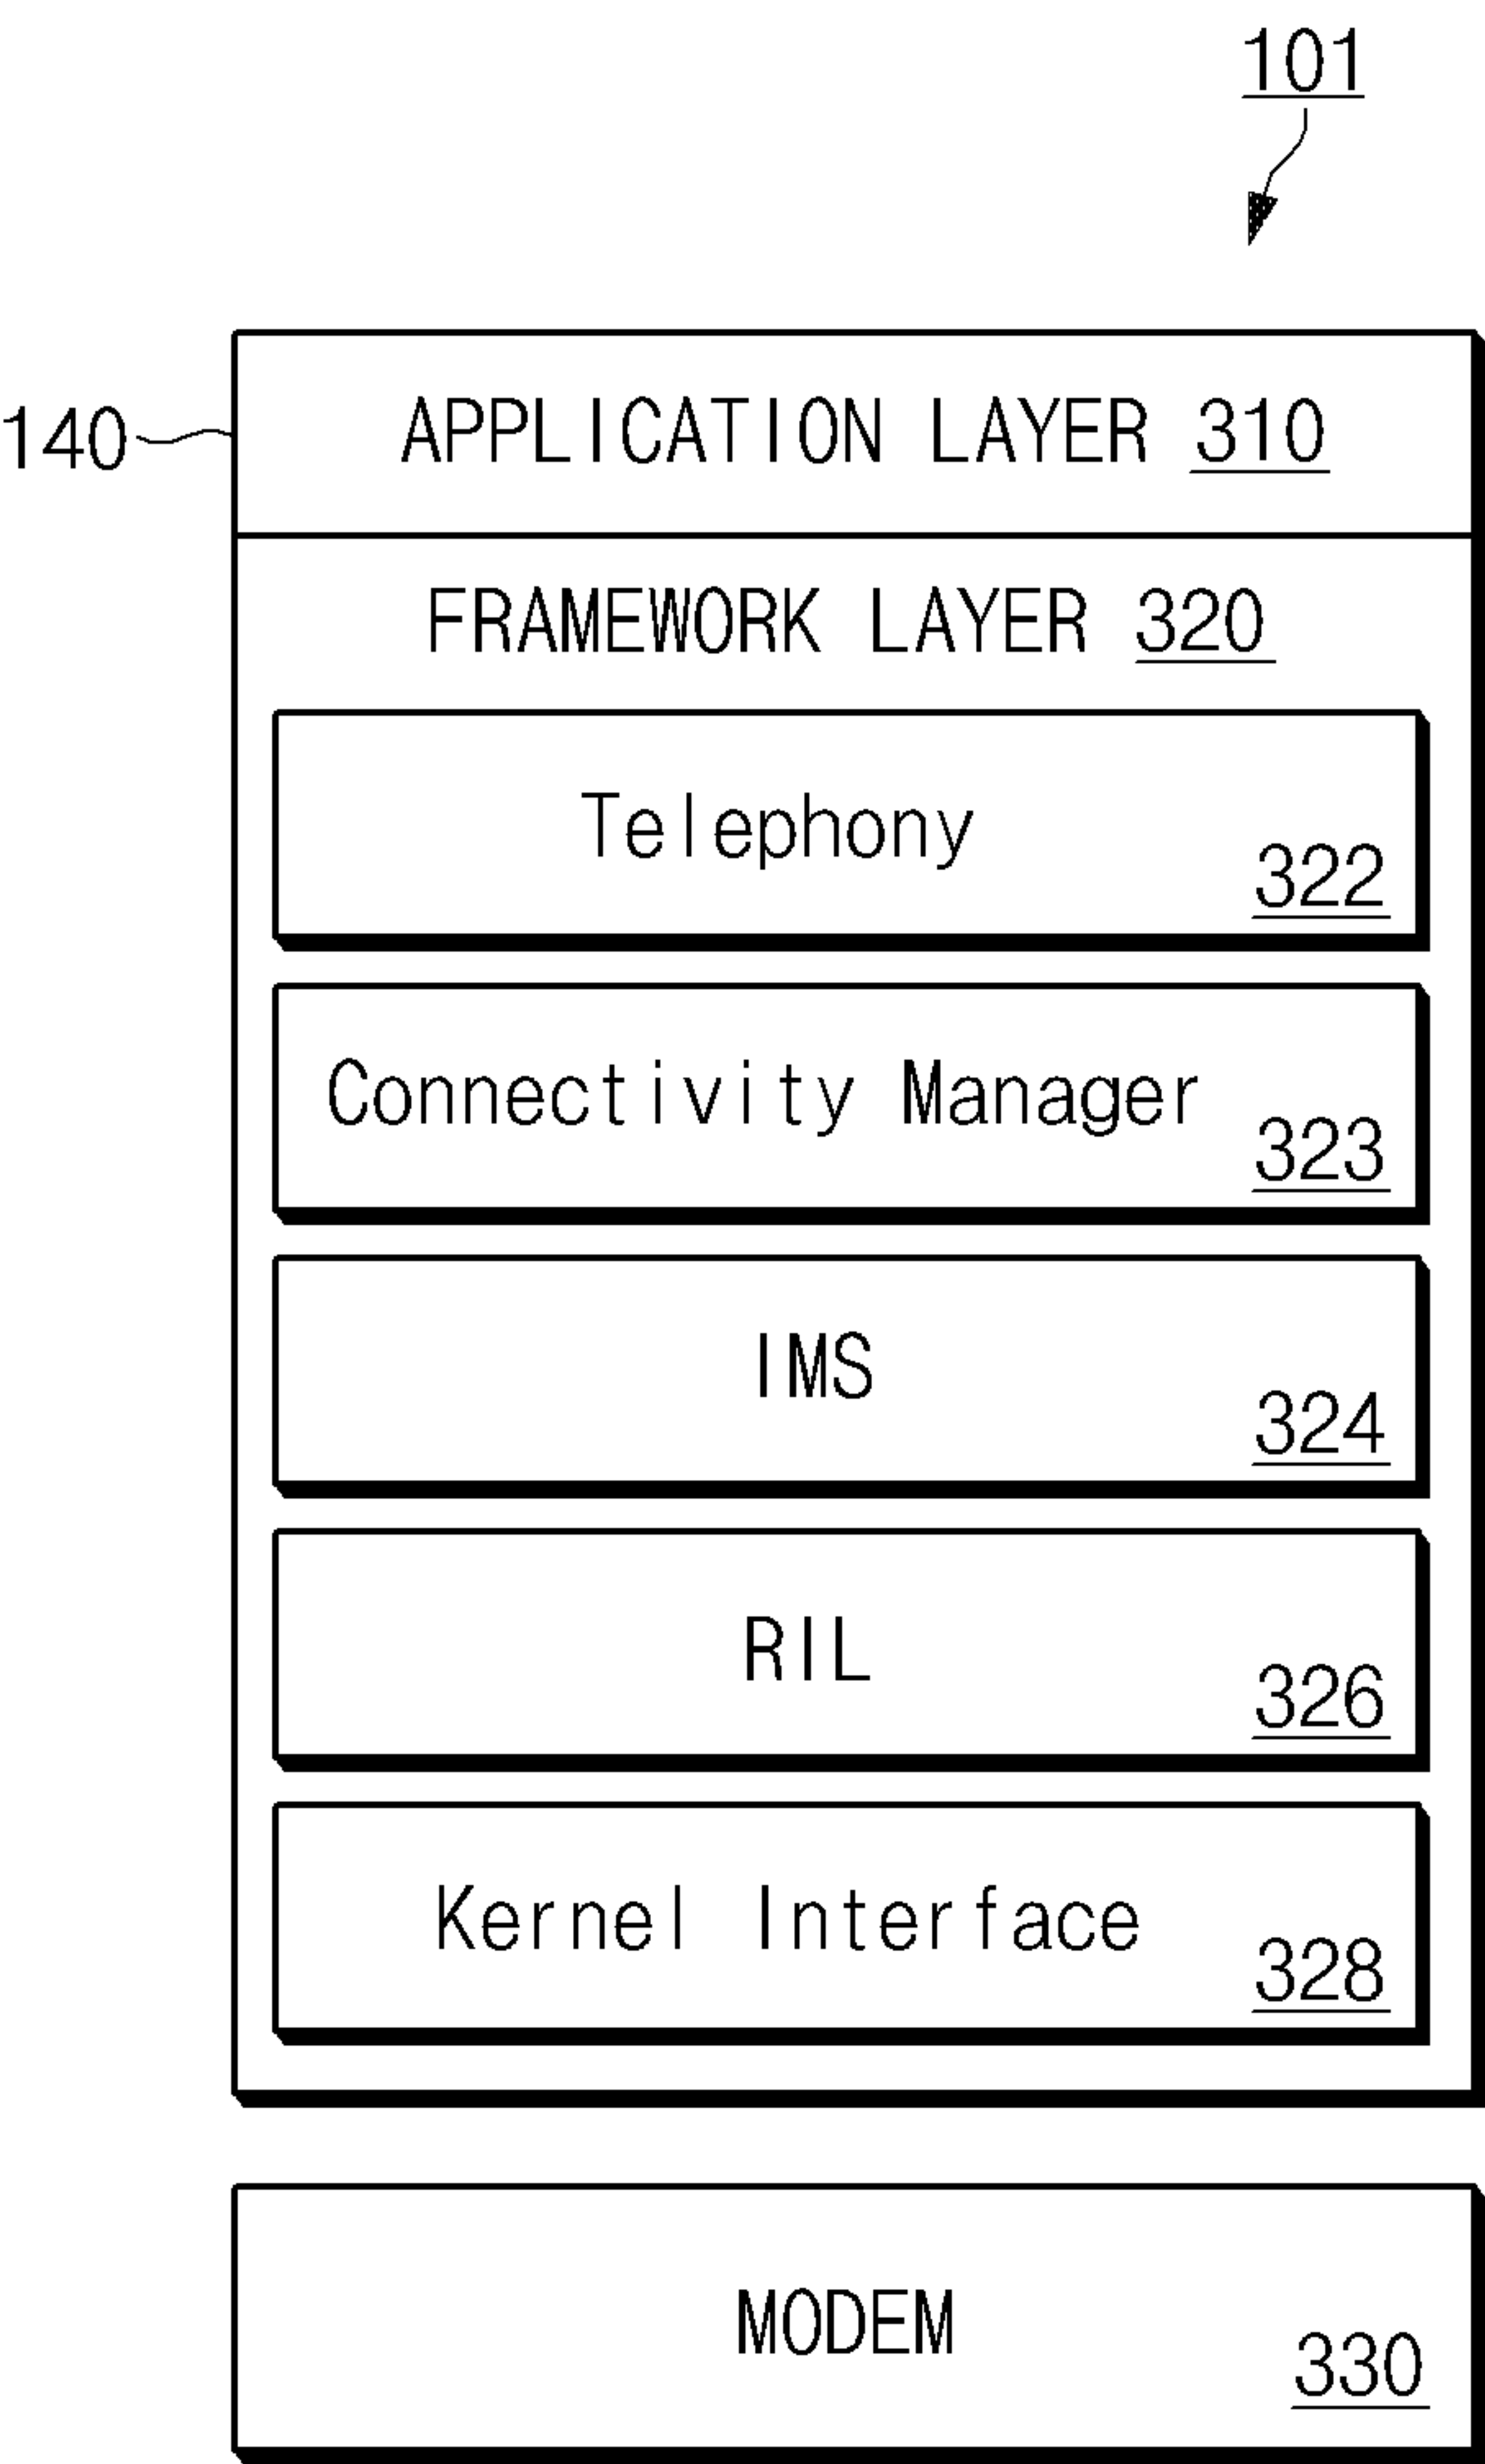 101
140
APPLICATION LAYER 310
FRAMEWORK LAYER 320
Telephony
322
Connectivity Manager
323
IMS
324
RIL
326
Kernel Interface
328
MODEM
330